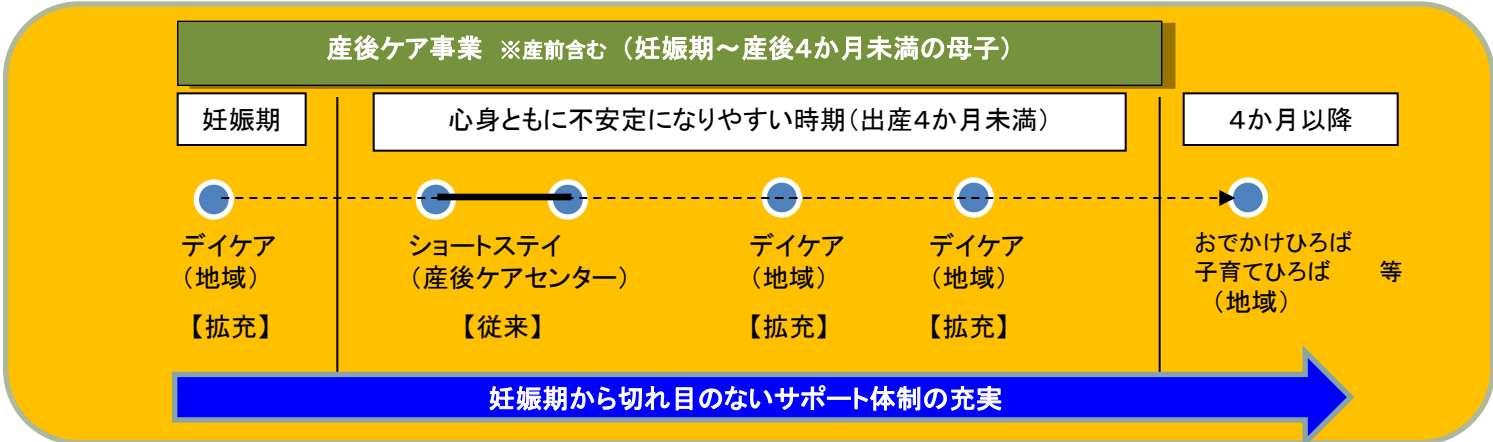 産後ケア事業 ※産前含む（妊娠期～産後４か月未満の母子）
妊娠期
心身ともに不安定になりやすい時期（出産４か月未満）
４か月以降
デイケア
（地域）
【拡充】
ショートステイ
（産後ケアセンター）
【従来】
デイケア
（地域）
【拡充】
デイケア
（地域）
【拡充】
おでかけひろば
子育てひろば 等
（地域）
妊娠期から切れ目のないサポート体制の充実